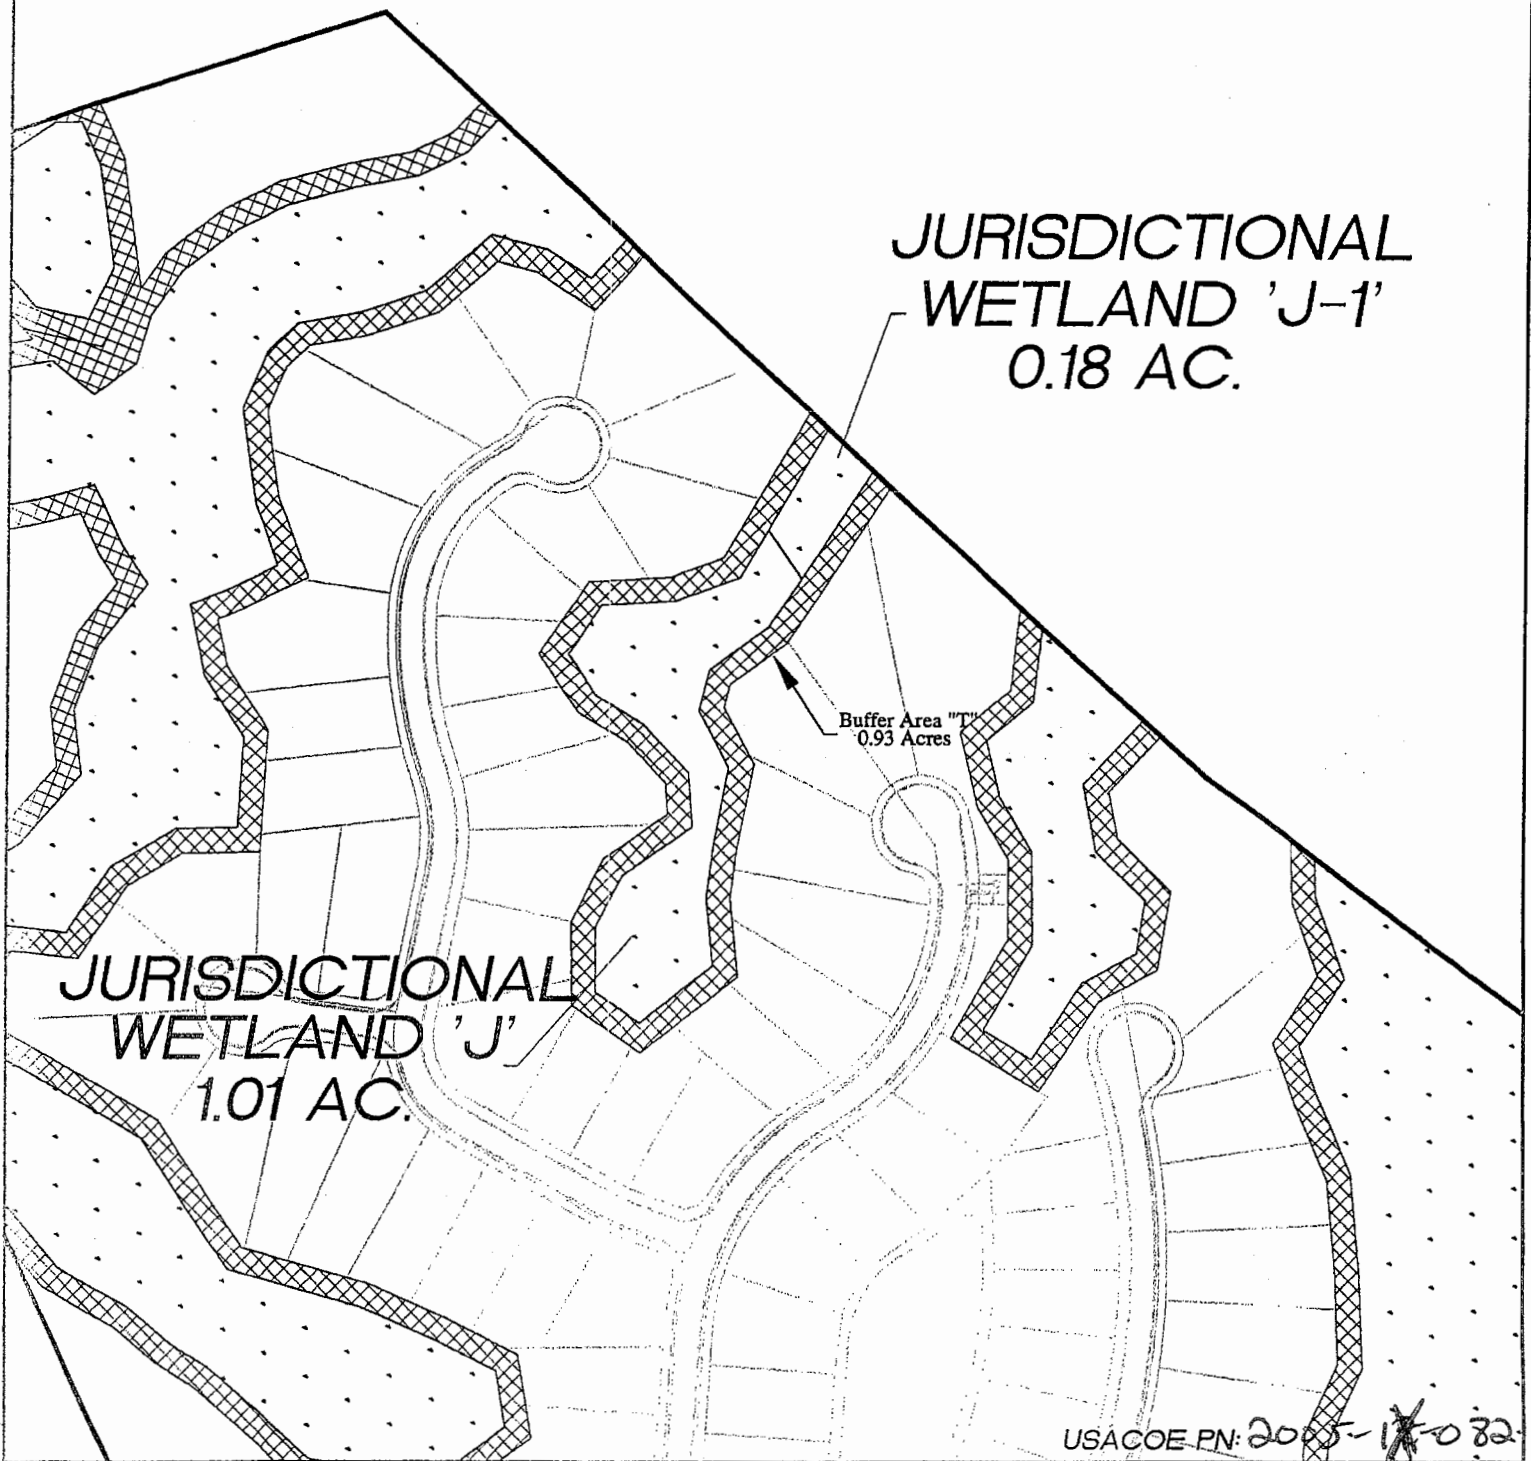 JURISDICTIONAL
WETLAND 'J-1'
0.18 AC.
Buffer Area "T"
0.93 Acres
JURISDICTIONAL
WETLAND 'J'
1.01 AC.
USACOE PN: